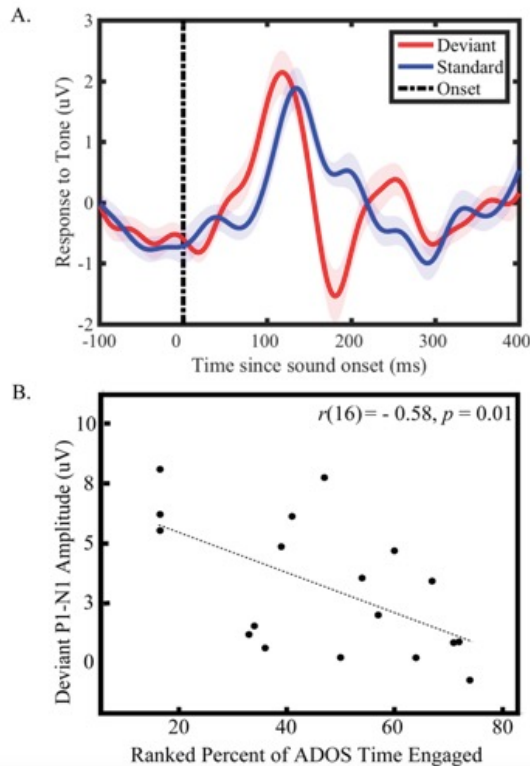 A.
Response to Tone (uV)
3
2
1
0
-1
-2
Deviant
Standard
Onset
-100 0 100 200 300 400
Time since sound onset (ms)
B.
r(16) = - 0.58, p = 0.01
Deviant P1-N1 Amplitude (uV)
10
8
5
3
0
20 40 60 80
Ranked Percent of ADOS Time Engaged